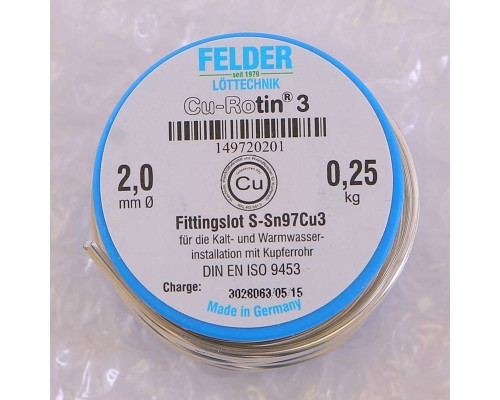 FELDER
seit 1979
LÖTTECHNIK
Cu-Rotin® 3
149720201
2,0
mm Ø
Cu
0,25
kg
Fittingslot S-Sn97Cu3
für die Kalt- und Warmwasser-
installation mit Kupferrohr
DIN EN ISO 9453
Charge: 3028063 05 15
Made in Germany